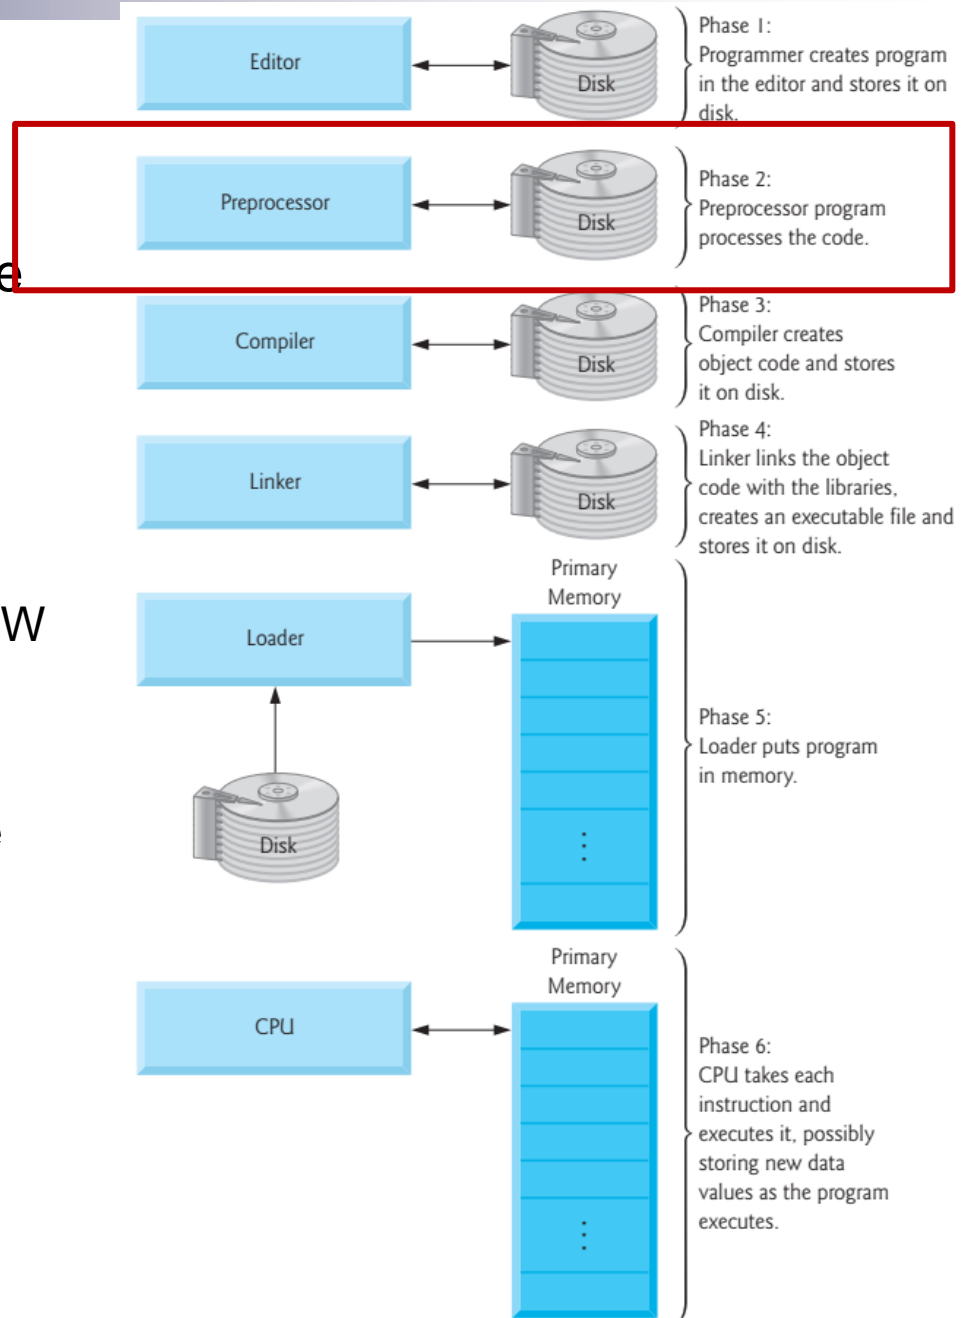 Editor
Disk
Phase 1:
Programmer creates program
in the editor and stores it on
disk.
Preprocessor
Disk
Phase 2:
Preprocessor program
processes the code.
e
Compiler
Disk
Phase 3:
Compiler creates
object code and stores
it on disk.
Linker
Disk
Phase 4:
Linker links the object
code with the libraries,
creates an executable file and
stores it on disk.
w
Loader
Primary
Memory
Phase 5:
Loader puts program
in memory.
Disk
CPU
Primary
Memory
Phase 6:
CPU takes each
instruction and
executes it, possibly
storing new data
values as the program
executes.